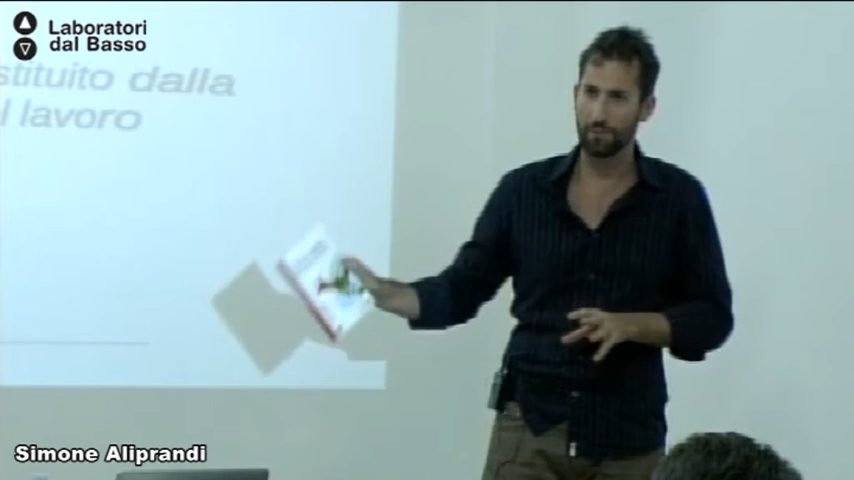 Laboratori
dal Basso
stituito dalla
l lavoro
Simone Aliprandi